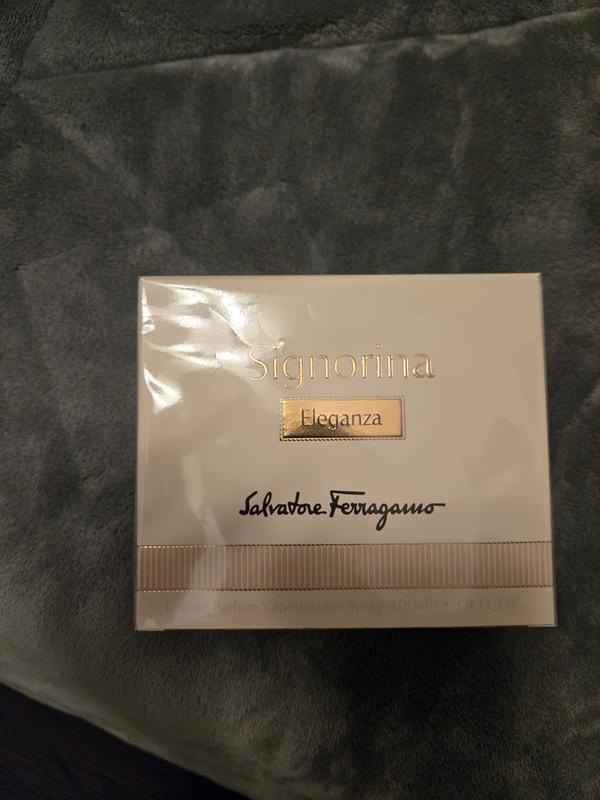 Signorina
Eleganza
Salvatore Ferragamo
Eau de Parfum Vaporisateur Spray 100ml ℮ 3.4 FL.OZ.